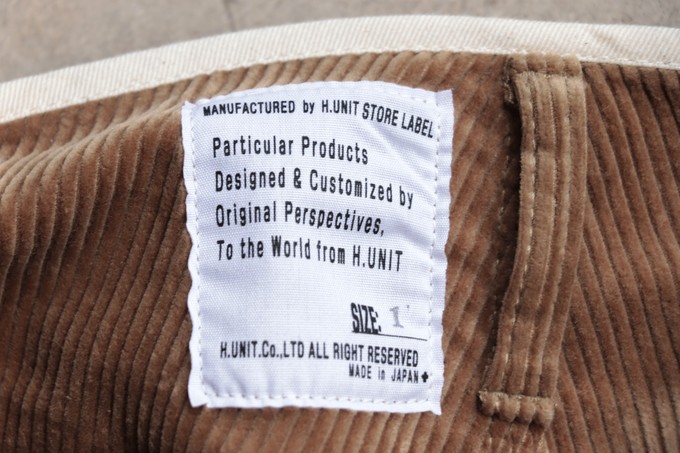 MANUFACTURED by H.UNIT STORE LABEL
Particular Products
Designed & Customized by
Original Perspectives,
To the World from H.UNIT
SIZE: 1
H.UNIT.Co.,LTD ALL RIGHT RESERVED
MADE in JAPAN +